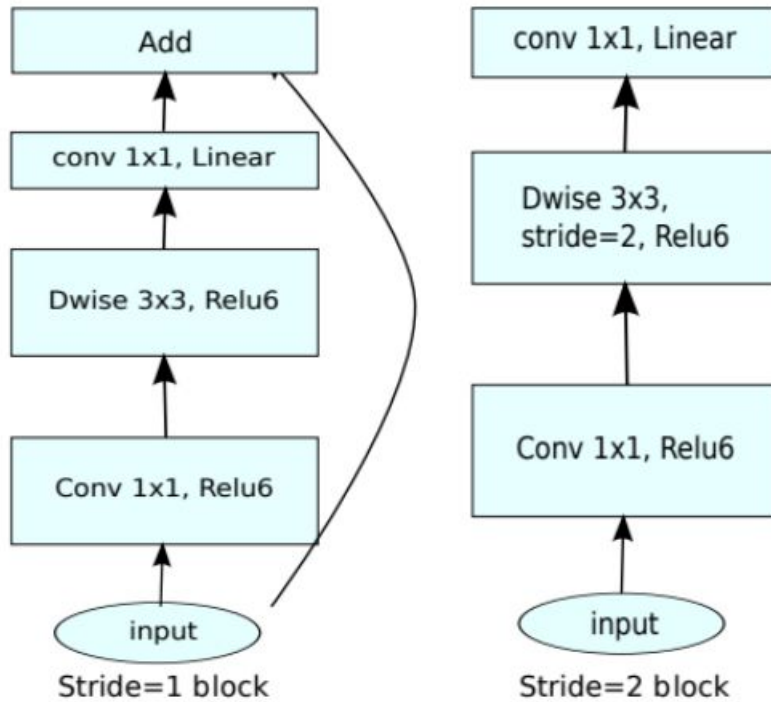 Add
conv 1x1, Linear
Dwise 3x3, Relu6
Conv 1x1, Relu6
input
Stride=1 block
conv 1x1, Linear
Dwise 3x3,
stride=2, Relu6
Conv 1x1, Relu6
input
Stride=2 block